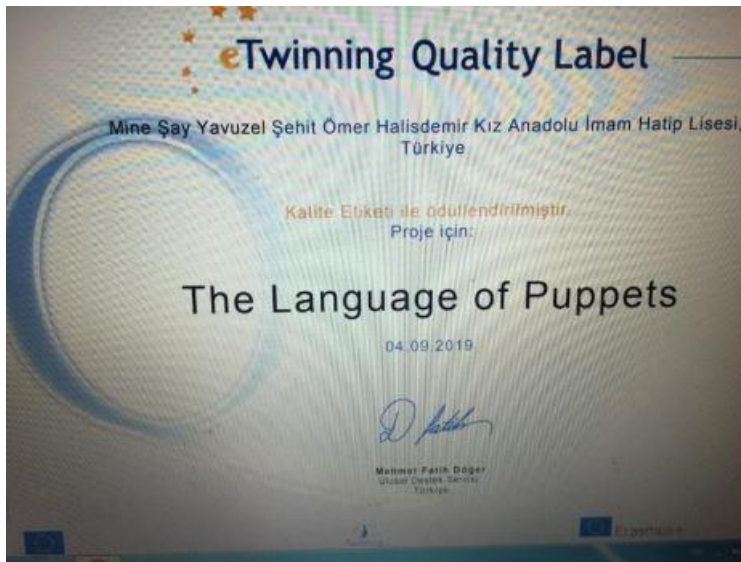 eTwinning Quality Label
Mine Şay Yavuzel Şehit Ömer Halisdemir Kız Anadolu İmam Hatip Lisesi,
Türkiye
Kalite Etiketi ile ödüllendirilmiştir.
Proje için:
The Language of Puppets
04.09.2019
D fatih
Mehmet Fatih Döğer
Ulusal Destek Servisi
Türkiye
Erasmus+